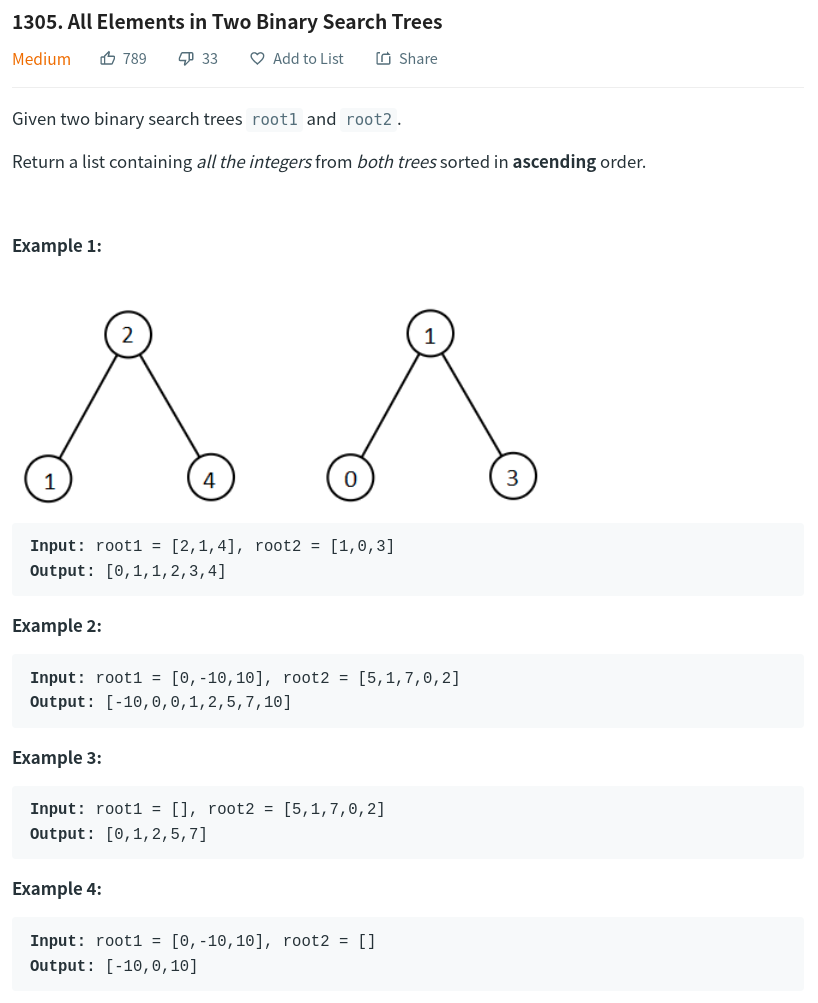 1305. All Elements in Two Binary Search Trees
Medium 789 33 Add to List Share
Given two binary search trees root1 and root2.
Return a list containing all the integers from both trees sorted in ascending order.
Example 1:
2 1
1 4 0 3
Input: root1 = [2,1,4], root2 = [1,0,3]
Output: [0,1,1,2,3,4]
Example 2:
Input: root1 = [0,-10,10], root2 = [5,1,7,0,2]
Output: [-10,0,0,1,2,5,7,10]
Example 3:
Input: root1 = [], root2 = [5,1,7,0,2]
Output: [0,1,2,5,7]
Example 4:
Input: root1 = [0,-10,10], root2 = []
Output: [-10,0,10]